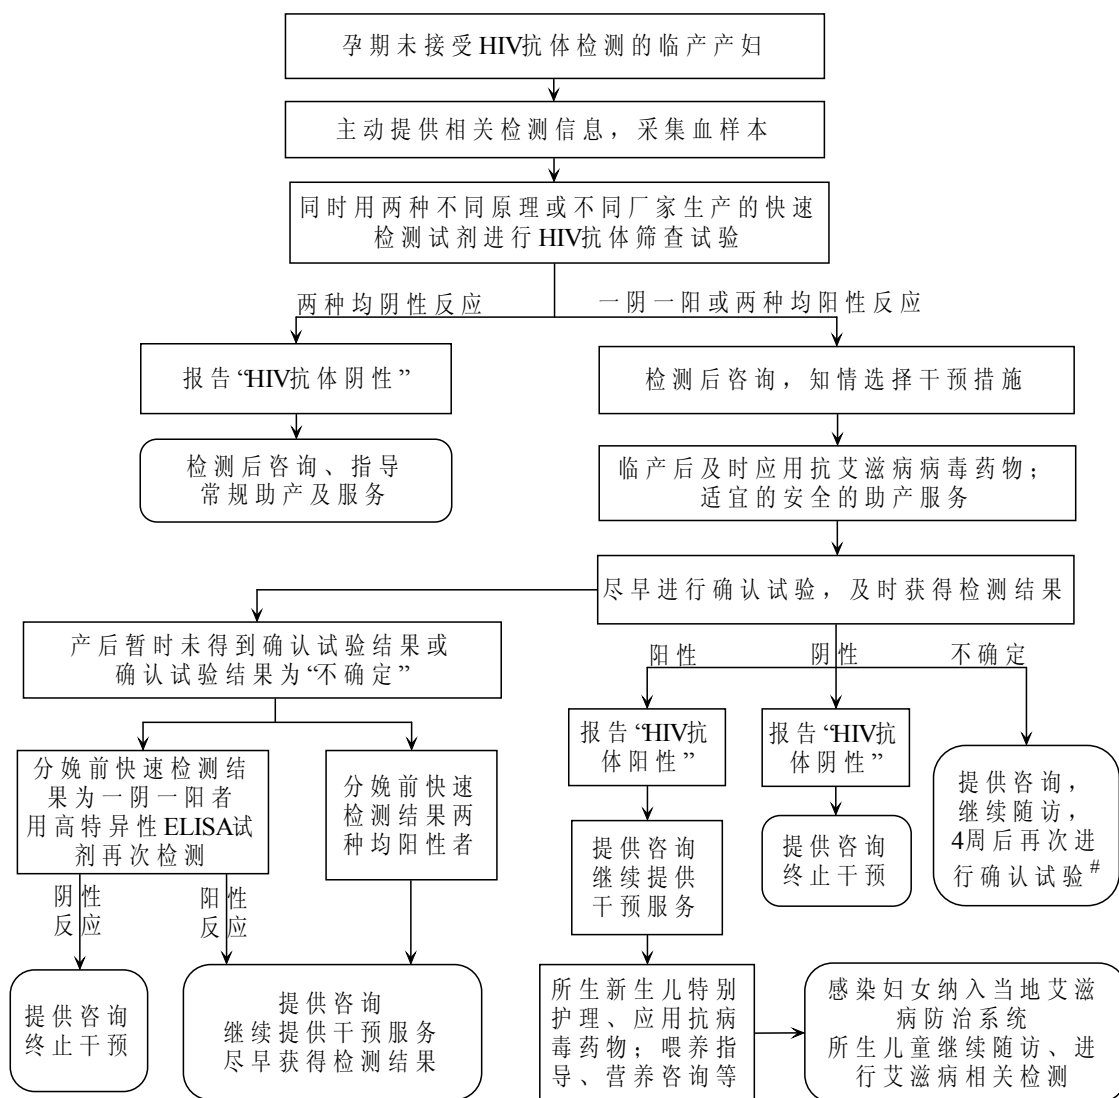 孕期未接受HIV抗体检测的临产产妇
主动提供相关检测信息，采集血样本
同时用两种不同原理或不同厂家生产的快速
检测试剂进行HIV抗体筛查试验
两种均阴性反应
一阴一阳或两种均阳性反应
报告“HIV抗体阴性”
检测后咨询，知情选择干预措施
检测后咨询、指导
常规助产及服务
临产后及时应用抗艾滋病病毒药物；
适宜的安全的助产服务
尽早进行确认试验，及时获得检测结果
产后暂时未得到确认试验结果或
确认试验结果为“不确定”
阳性
阴性
不确定
分娩前快速检测结
果为一阴一阳者
用高特异性ELISA试
剂再次检测
分娩前快速
检测结果两
种均阳性者
报告“HIV抗
体阳性”
报告“HIV抗
体阴性”
提供咨询，
继续随访，
4周后再次进
行确认试验#
提供咨询
继续提供
干预服务
提供咨询
终止干预
阴性
反应
阳性
反应
提供咨询
终止干预
提供咨询
继续提供干预服务
尽早获得检测结果
所生新生儿特别
护理、应用抗病
毒药物；喂养指
导、营养咨询等
感染妇女纳入当地艾滋
病防治系统
所生儿童继续随访、进
行艾滋病相关检测